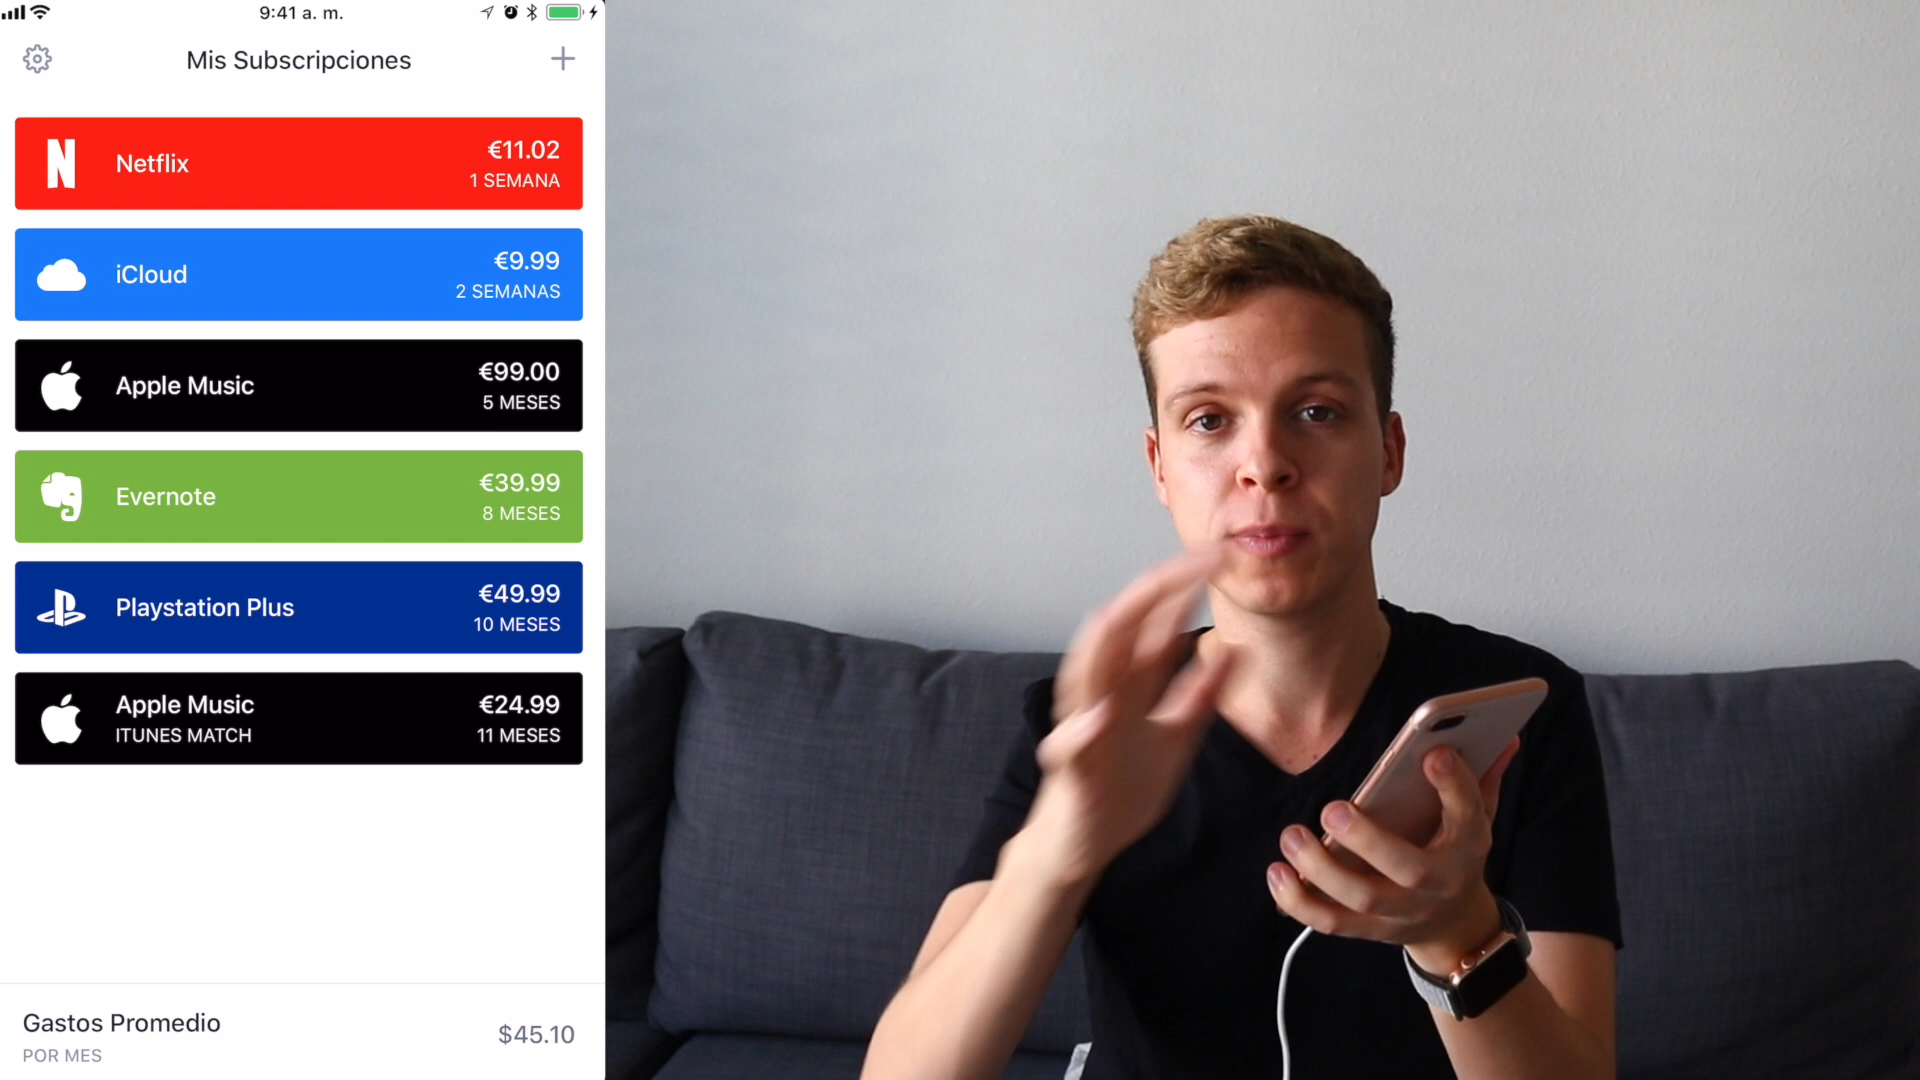 9:41 a. m.
Mis Subscripciones
Netflix
€11.02
1 SEMANA
iCloud
€9.99
2 SEMANAS
Apple Music
€99.00
5 MESES
Evernote
€39.99
8 MESES
Playstation Plus
€49.99
10 MESES
Apple Music
ITUNES MATCH
€24.99
11 MESES
Gastos Promedio
POR MES
$45.10